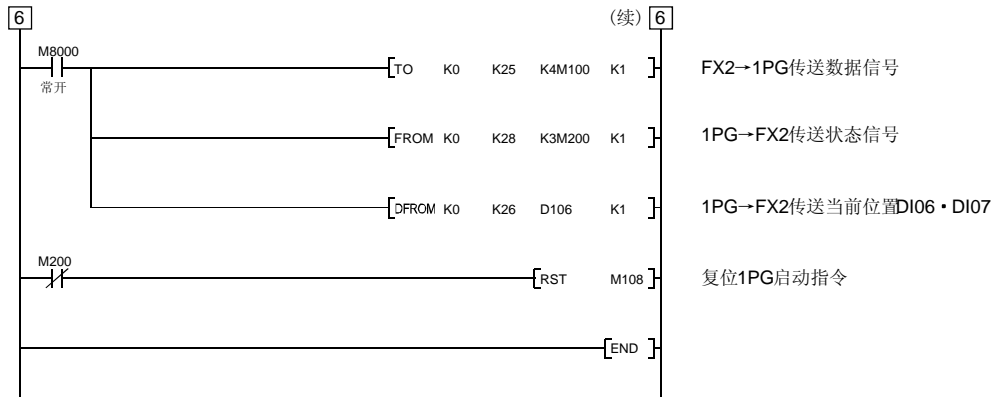 6 (续) 6
M8000
常开
TO K0 K25 K4M100 K1 FX2→1PG传送数据信号
FROM K0 K28 K3M200 K1 1PG→FX2传送状态信号
DFROM K0 K26 D106 K1 1PG→FX2传送当前位置DI06·DI07
M200
RST M108 复位1PG启动指令
END